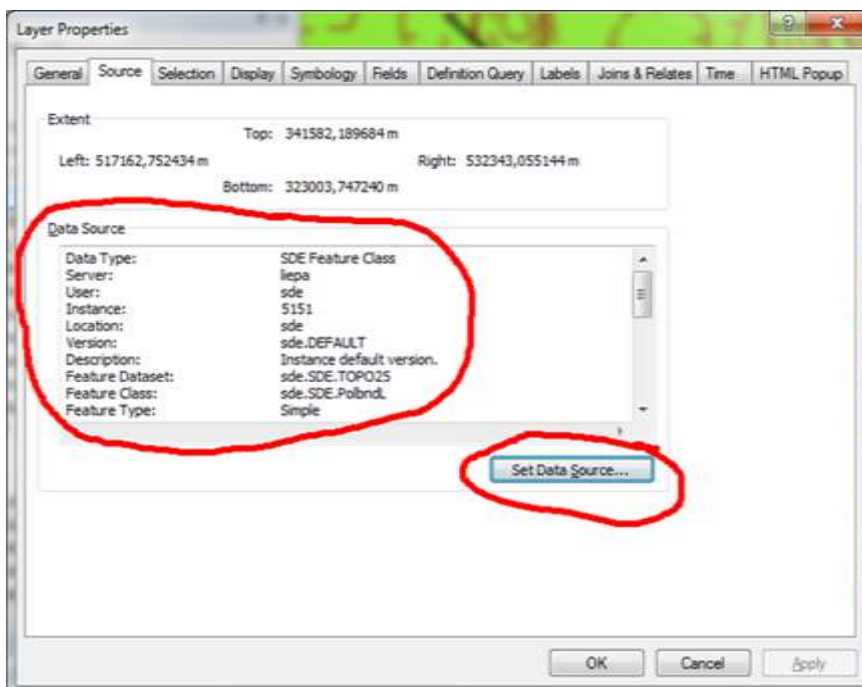 Layer Properties
General Source Selection Display Symbology Fields Definition Query Labels Joins & Relates Time HTML Popup
Extent
Top: 341582,189684 m
Left: 517162,752434 m Right: 532343,055144 m
Bottom: 323003,747240 m
Data Source
Data Type: SDE Feature Class
Server: liepa
User: sde
Instance: 5151
Location: sde
Version: sde.DEFAULT
Description: Instance default version.
Feature Dataset: sde.SDE.TOPO25
Feature Class: sde.SDE.PolbndL
Feature Type: Simple
Set Data Source...
OK Cancel Apply